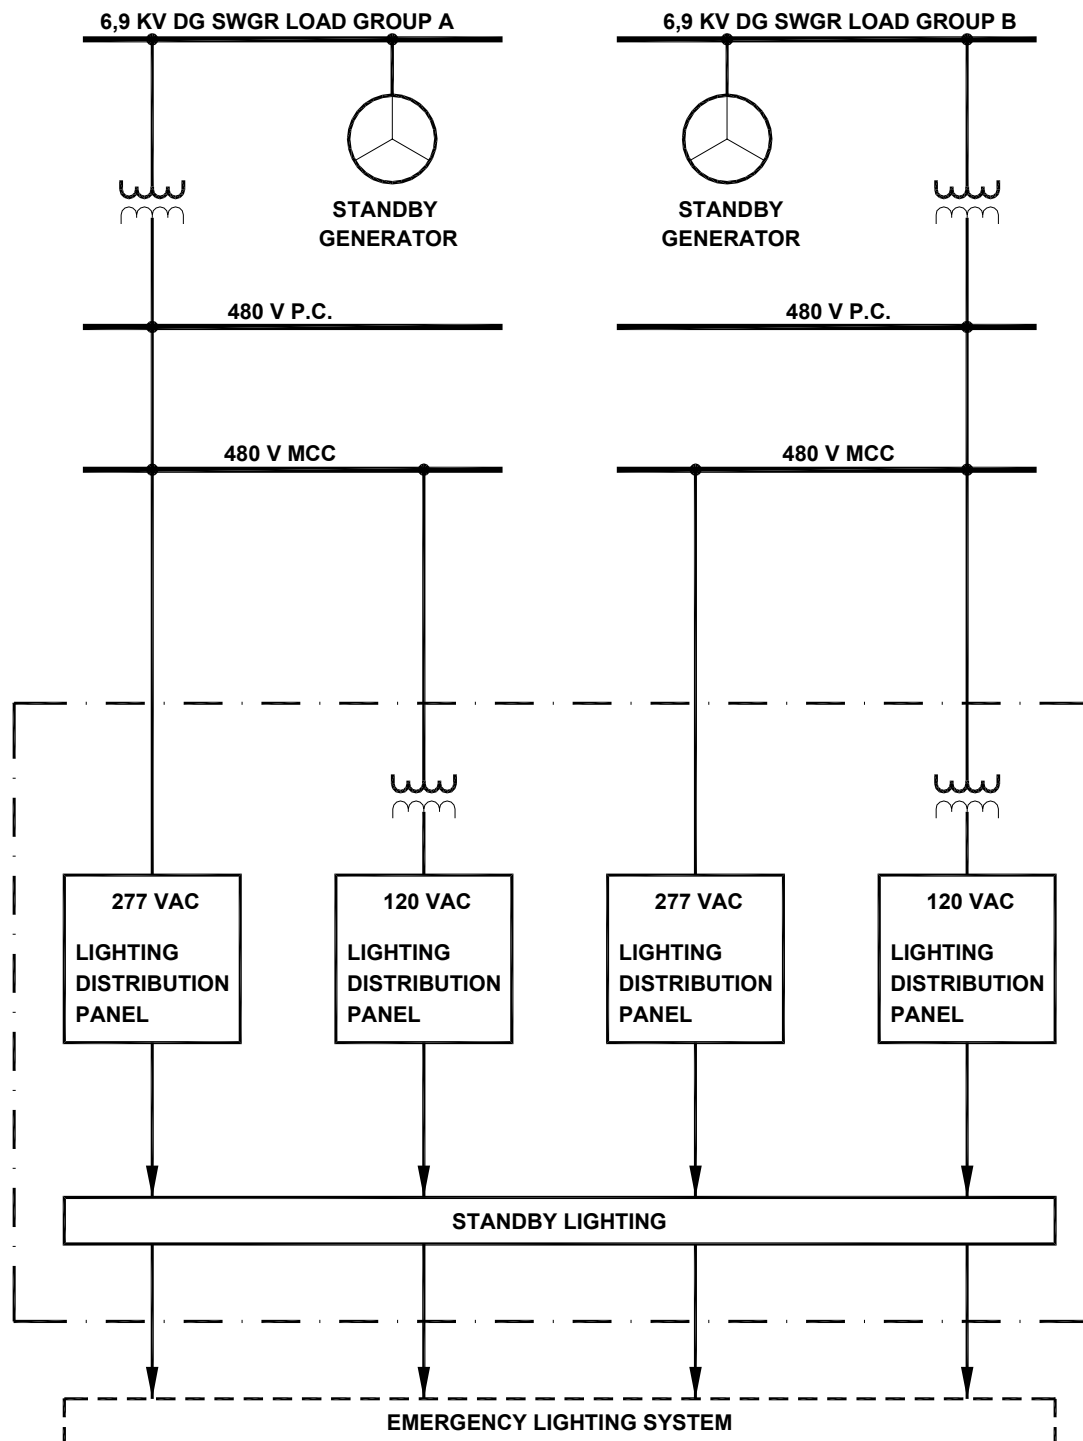 6,9 KV DG SWGR LOAD GROUP A
6,9 KV DG SWGR LOAD GROUP B
STANDBY
GENERATOR
STANDBY
GENERATOR
480 V P.C.
480 V P.C.
480 V MCC
480 V MCC
277 VAC
LIGHTING
DISTRIBUTION
PANEL
120 VAC
LIGHTING
DISTRIBUTION
PANEL
277 VAC
LIGHTING
DISTRIBUTION
PANEL
120 VAC
LIGHTING
DISTRIBUTION
PANEL
STANDBY LIGHTING
EMERGENCY LIGHTING SYSTEM